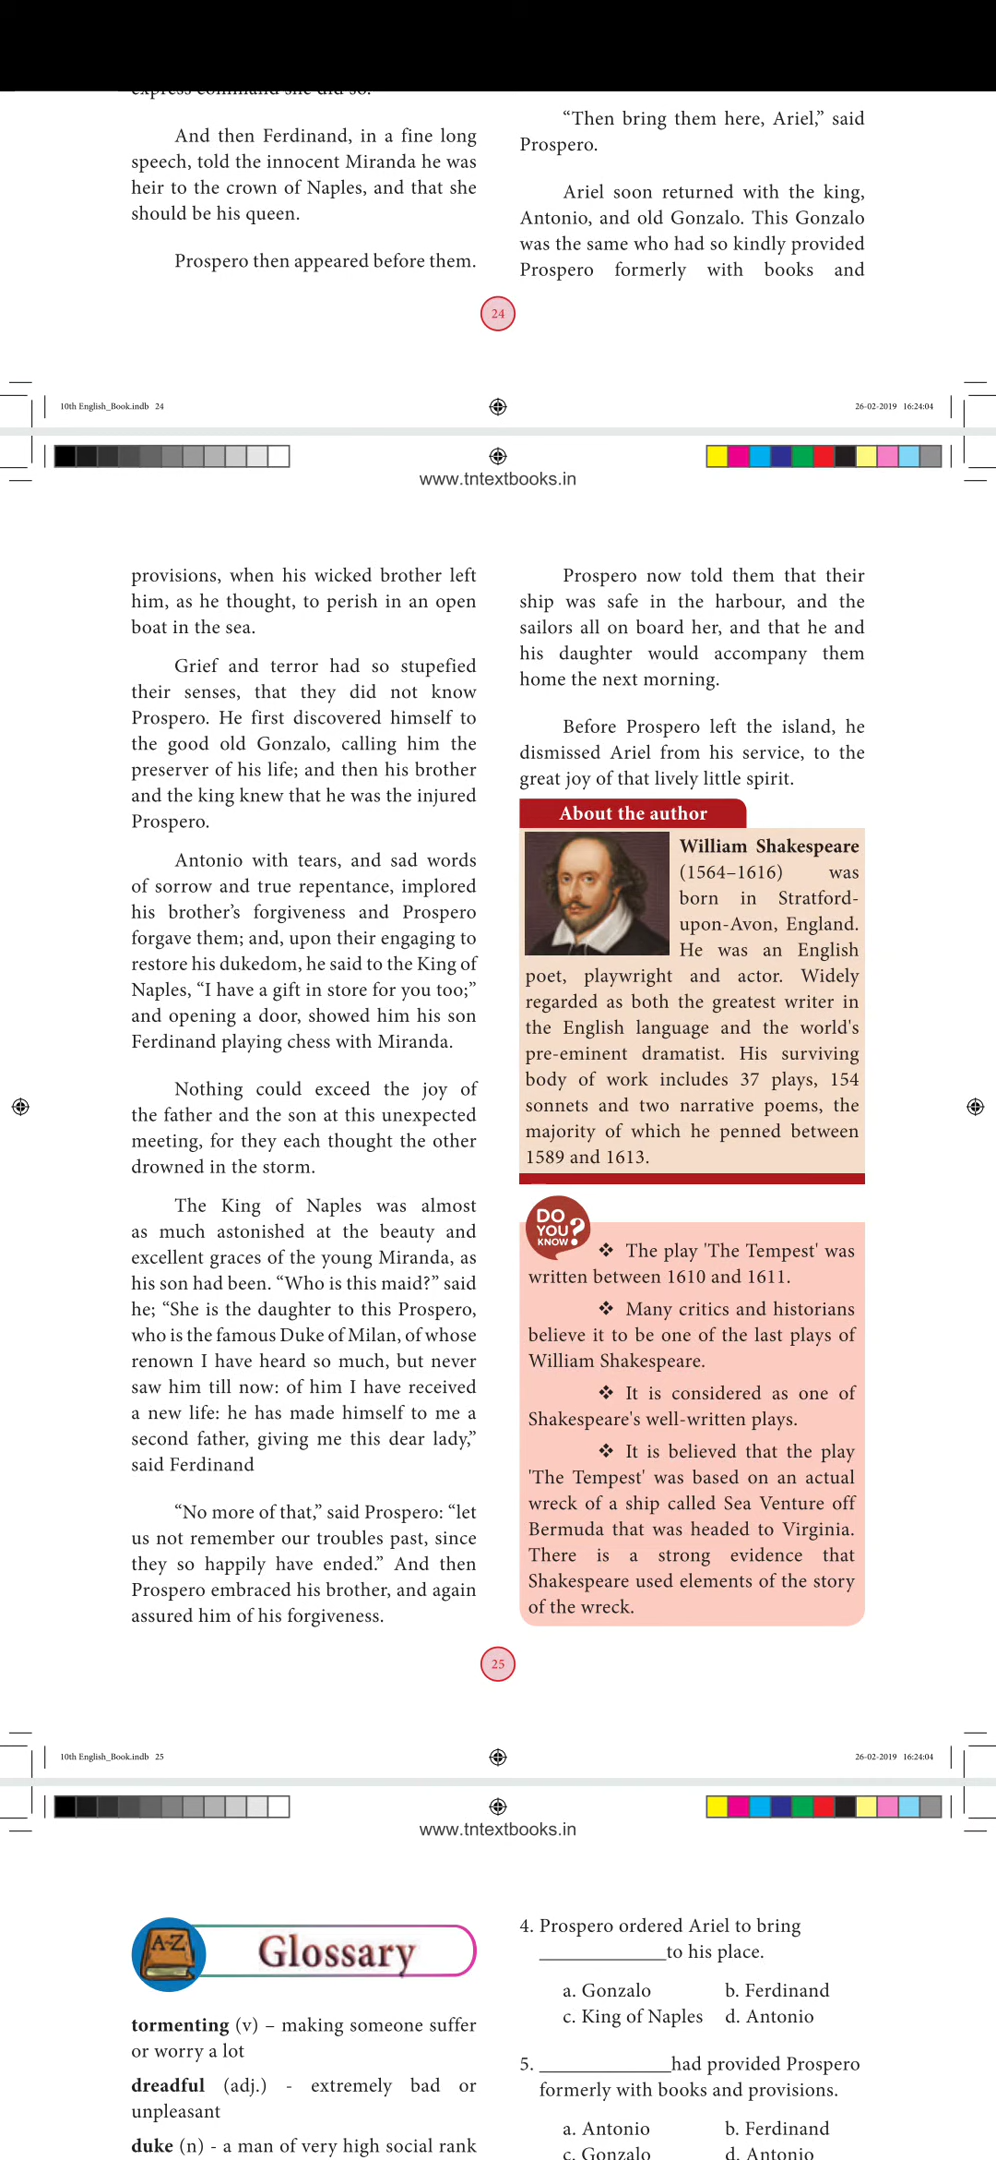 express command she did so.
And then Ferdinand, in a fine long
speech, told the innocent Miranda he was
heir to the crown of Naples, and that she
should be his queen.
Prospero then appeared before them.
“Then bring them here, Ariel,” said
Prospero.
Ariel soon returned with the king,
Antonio, and old Gonzalo. This Gonzalo
was the same who had so kindly provided
Prospero formerly with books and
24
10th English_Book.indb 24
26-02-2019 16:24:04
www.tntextbooks.in
provisions, when his wicked brother left
him, as he thought, to perish in an open
boat in the sea.
Grief and terror had so stupefied
their senses, that they did not know
Prospero. He first discovered himself to
the good old Gonzalo, calling him the
preserver of his life; and then his brother
and the king knew that he was the injured
Prospero.
Antonio with tears, and sad words
of sorrow and true repentance, implored
his brother’s forgiveness and Prospero
forgave them; and, upon their engaging to
restore his dukedom, he said to the King of
Naples, “I have a gift in store for you too;”
and opening a door, showed him his son
Ferdinand playing chess with Miranda.
Nothing could exceed the joy of
the father and the son at this unexpected
meeting, for they each thought the other
drowned in the storm.
The King of Naples was almost
as much astonished at the beauty and
excellent graces of the young Miranda, as
his son had been. “Who is this maid?” said
he; “She is the daughter to this Prospero,
who is the famous Duke of Milan, of whose
renown I have heard so much, but never
saw him till now: of him I have received
a new life: he has made himself to me a
second father, giving me this dear lady,”
said Ferdinand
“No more of that,” said Prospero: “let
us not remember our troubles past, since
they so happily have ended.” And then
Prospero embraced his brother, and again
assured him of his forgiveness.
Prospero now told them that their
ship was safe in the harbour, and the
sailors all on board her, and that he and
his daughter would accompany them
home the next morning.
Before Prospero left the island, he
dismissed Ariel from his service, to the
great joy of that lively little spirit.
About the author
William Shakespeare
(1564–1616) was
born in Stratford-
upon-Avon, England.
He was an English
poet, playwright and actor. Widely
regarded as both the greatest writer in
the English language and the world's
pre-eminent dramatist. His surviving
body of work includes 37 plays, 154
sonnets and two narrative poems, the
majority of which he penned between
1589 and 1613.
DO
YOU
KNOW?
❖ The play 'The Tempest' was
written between 1610 and 1611.
❖ Many critics and historians
believe it to be one of the last plays of
William Shakespeare.
❖ It is considered as one of
Shakespeare's well-written plays.
❖ It is believed that the play
'The Tempest' was based on an actual
wreck of a ship called Sea Venture off
Bermuda that was headed to Virginia.
There is a strong evidence that
Shakespeare used elements of the story
of the wreck.
25
10th English_Book.indb 25
26-02-2019 16:24:04
www.tntextbooks.in
A-Z
Glossary
tormenting (v) – making someone suffer
or worry a lot
dreadful (adj.) - extremely bad or
unpleasant
duke (n) - a man of very high social rank
4. Prospero ordered Ariel to bring
____________to his place.
a. Gonzalo b. Ferdinand
c. King of Naples d. Antonio
5. ____________had provided Prospero
formerly with books and provisions.
a. Antonio b. Ferdinand
c. Gonzalo d. Antonio